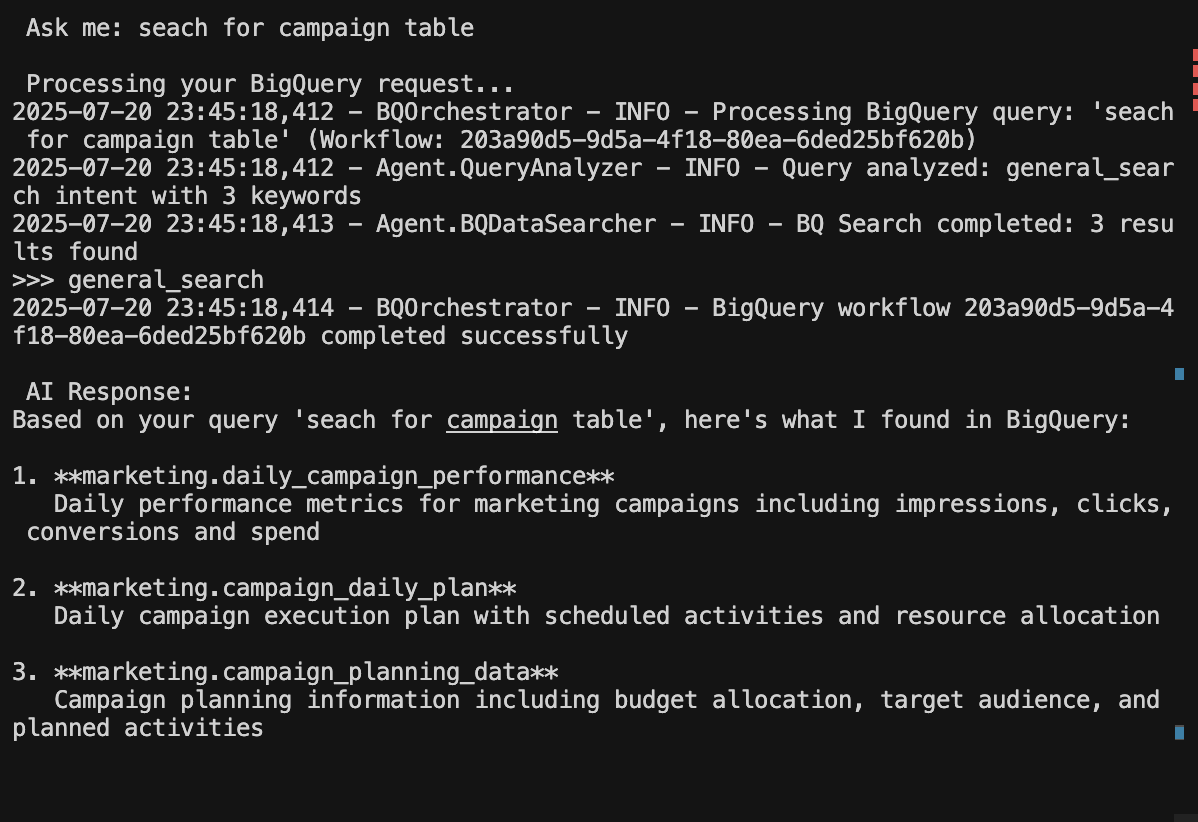 Ask me: seach for campaign table
Processing your BigQuery request...
2025-07-20 23:45:18,412 - BQOrchestrator - INFO - Processing BigQuery query: 'seach
for campaign table' (Workflow: 203a90d5-9d5a-4f18-80ea-6ded25bf620b)
2025-07-20 23:45:18,412 - Agent.QueryAnalyzer - INFO - Query analyzed: general_sear
ch intent with 3 keywords
2025-07-20 23:45:18,413 - Agent.BQDataSearcher - INFO - BQ Search completed: 3 resu
lts found
>>> general_search
2025-07-20 23:45:18,414 - BQOrchestrator - INFO - BigQuery workflow 203a90d5-9d5a-4
f18-80ea-6ded25bf620b completed successfully
AI Response:
Based on your query 'seach for campaign table', here's what I found in BigQuery:
1. **marketing.daily_campaign_performance**
Daily performance metrics for marketing campaigns including impressions, clicks,
conversions and spend
2. **marketing.campaign_daily_plan**
Daily campaign execution plan with scheduled activities and resource allocation
3. **marketing.campaign_planning_data**
Campaign planning information including budget allocation, target audience, and
planned activities